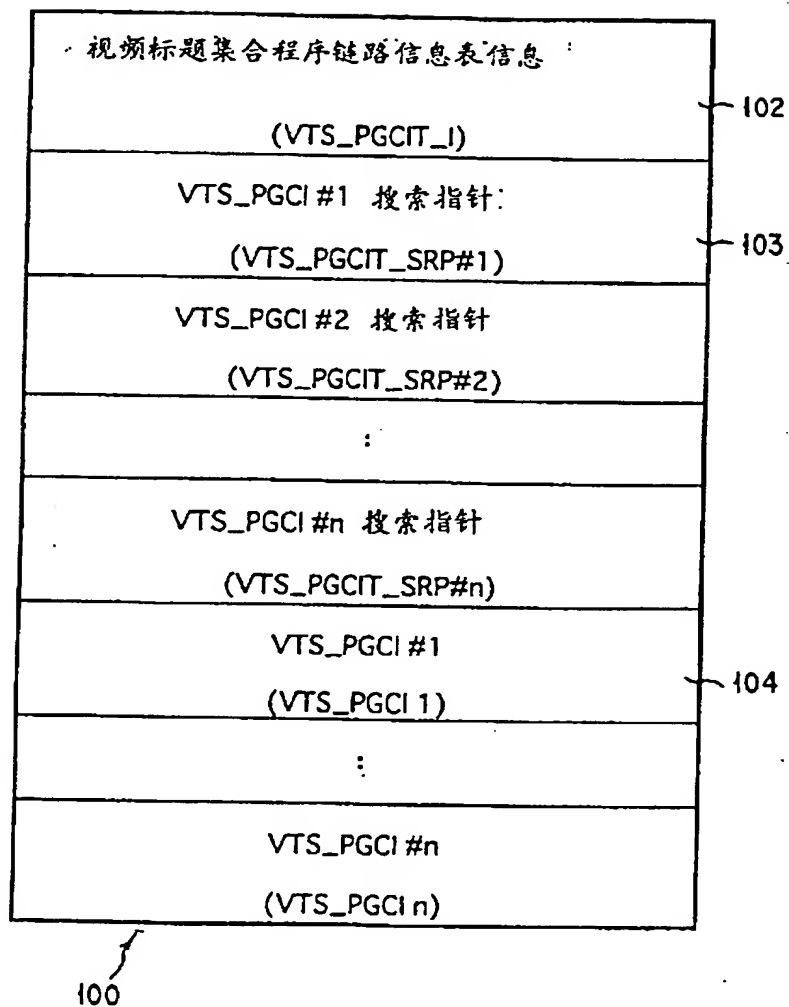 视频标题集合程序链路信息表信息
(VTS_PGCIT_I)
102
VTS_PGCI #1 搜索指针
(VTS_PGCIT_SRP#1)
103
VTS_PGCI #2 搜索指针
(VTS_PGCIT_SRP#2)
:
VTS_PGCI #n 搜索指针
(VTS_PGCIT_SRP#n)
VTS_PGCI #1
(VTS_PGCI 1)
104
:
VTS_PGCI #n
(VTS_PGCI n)
100